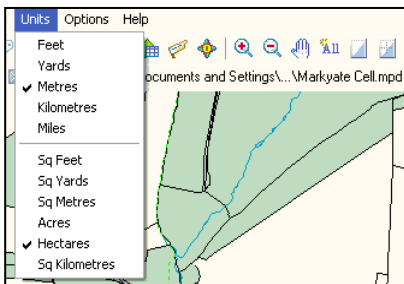 Units Options Help
All
ocuments and Settings\...\Markyate Cell.mpd
Feet
Yards
Metres
Kilometres
Miles
Sq Feet
Sq Yards
Sq Metres
Acres
Hectares
Sq Kilometres